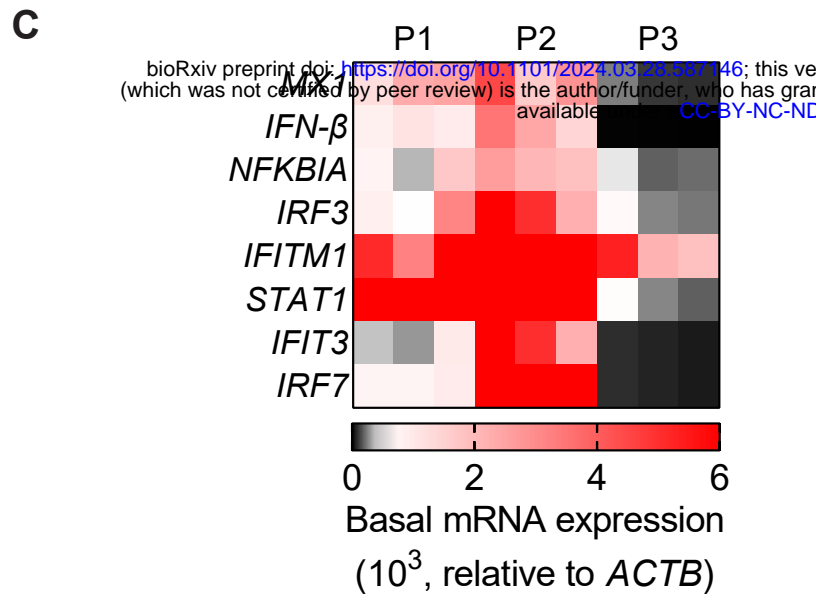 C
P1 P2 P3
bioRxiv preprint doi: https://doi.org/10.1101/2024.03.28.587146; this ve
(which was not certified by peer review) is the author/funder, who has gran
available under CC-BY-NC-ND
MX1
IFN-β
NFKBIA
IRF3
IFITM1
STAT1
IFIT3
IRF7
0 2 4 6
Basal mRNA expression
(10³, relative to ACTB)